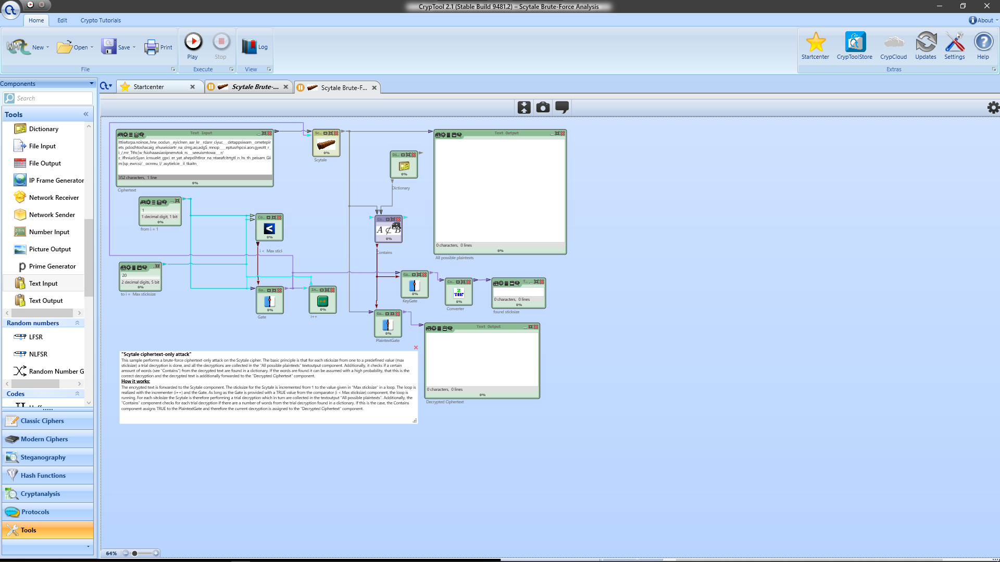 CrypTool 2.1 (Stable Build 9481.2) – Scytale Brute-Force Analysis
Home Edit Crypto Tutorials About
New Open Save Print Play Stop Log Startcenter CrypToolStore CrypCloud Updates Settings Help
File Execute View Extras
Components
Startcenter Scytale Brute-... Scytale Brute-F...
Search
Tools
Dictionary
File Input
File Output
IP Frame Generator
Network Receiver
Network Sender
Number Input
Picture Output
Prime Generator
Text Input
Text Output
Random numbers
LFSR
NLFSR
Random Number G
Codes
Classic Ciphers
Modern Ciphers
Steganography
Hash Functions
Cryptanalysis
Protocols
Tools
Text Input
352 characters, 1 line
0%
Ciphertext
Sc...
0%
Scytale
Text Output
0 characters, 0 lines
0%
All possible plaintexts
Di...
0%
Dictionary
1
1 decimal digit, 1 bit
0%
from i = 1
Co...
<
0%
i < Max stick
Co...
A ⊄ B
0%
Contains
20
2 decimal digits, 5 bit
0%
to i = Max sticksize
Ga...
0%
Gate
In...
++
0%
i++
Ga...
0%
KeyGate
Co...
0%
Converter
T...
0 characters, 0 lines
0%
found sticksize
Ga...
0%
PlaintextGate
Text Output
0 characters, 0 lines
0%
Decrypted Ciphertext
"Scytale ciphertext-only attack"
This sample performs a brute-force ciphertext-only attack on the Scytale cipher. The basic principle is that for each sticksize from one to a predefined value (max
sticksize) a trial decryption is done, and all the decryptions are collected in the "All possible plaintexts" textoutput component. Additionally, it checks if a certain
amount of words (see "Contains") from the decrypted text are found in a dictionary. If the words are found it can be assumed with a high probability, that this is the
correct decryption and the decrypted text is additionally forwarded to the "Decrypted Ciphertext" component.
How it works:
The encrypted text is forwarded to the Scytale component. The sticksize for the Scytale is incremented from 1 to the value given in "Max sticksize" in a loop. The loop is
realized with the incrementer (i++) and the Gate. As long as the Gate is provided with a TRUE value from the comparator (i < Max sticksize) component, the loop is
running. For each sitcksize the Scytale is therefore performing a trial decryption which in turn are collected in the textoutput "All possible plaintexts". Additionally, the
"Contains" component checks for each trial decryption if there are a number of words from the trial decryption found in a dictionary. If this is the case, the Contains
component assigns TRUE to the PlaintextGate and therefore the current decryption is assigned to the "Decrypted Ciphertext" component.
64%